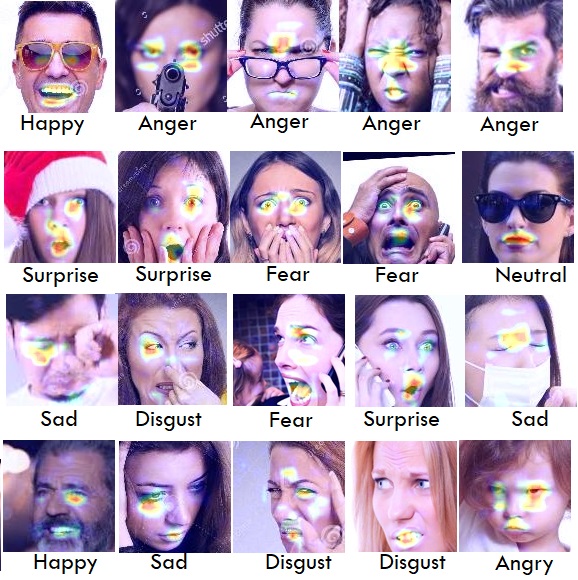 Happy
Anger
Anger
Anger
Anger
Surprise
Surprise
Fear
Fear
Neutral
Sad
Disgust
Fear
Surprise
Sad
Happy
Sad
Disgust
Disgust
Angry